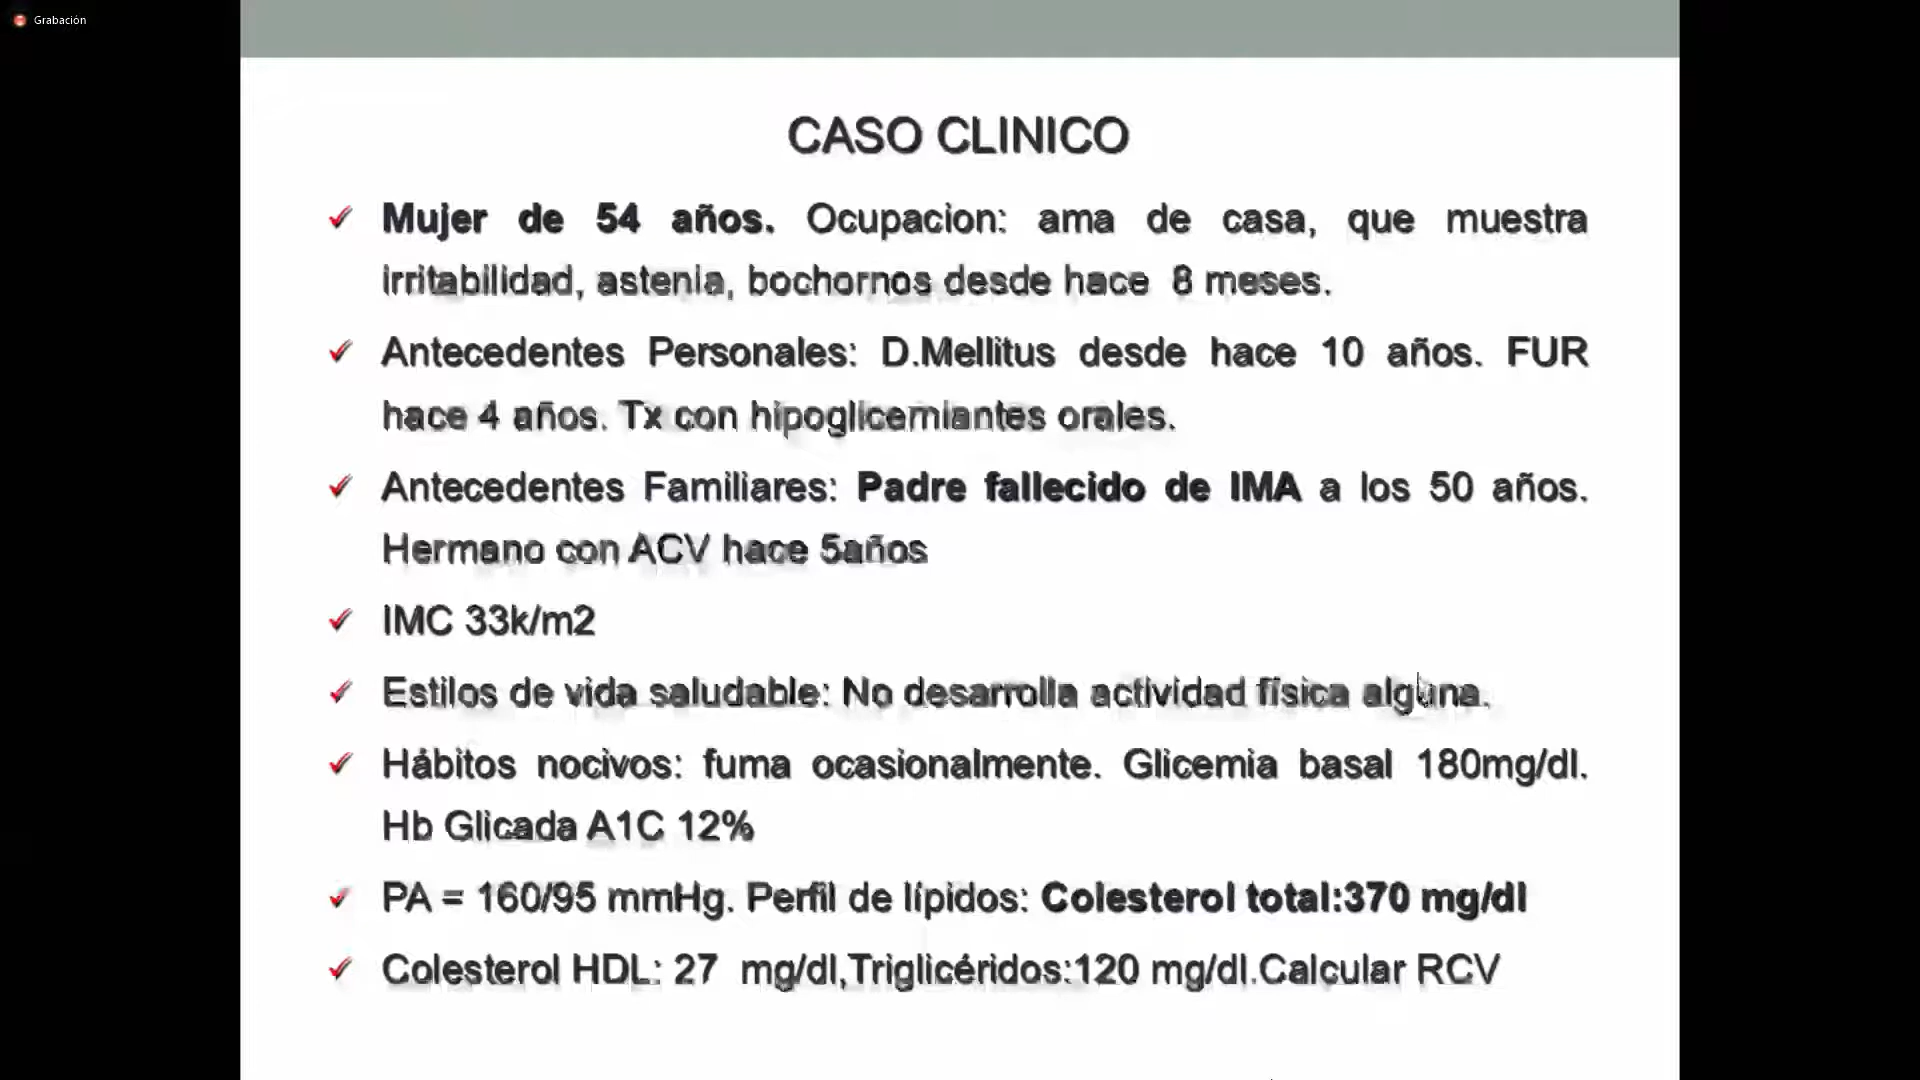 Grabación
CASO CLINICO
Mujer de 54 años. Ocupacion: ama de casa, que muestra
irritabilidad, astenia, bochornos desde hace 8 meses.
Antecedentes Personales: D.Mellitus desde hace 10 años. FUR
hace 4 años. Tx con hipoglicemiantes orales.
Antecedentes Familiares: Padre fallecido de IMA a los 50 años.
Hermano con ACV hace 5años
IMC 33k/m2
Estilos de vida saludable: No desarrolla actividad física alguna.
Hábitos nocivos: fuma ocasionalmente. Glicemia basal 180mg/dl.
Hb Glicada A1C 12%
PA = 160/95 mmHg. Perfil de lípidos: Colesterol total:370 mg/dl
Colesterol HDL: 27 mg/dl,Triglicéridos:120 mg/dl.Calcular RCV